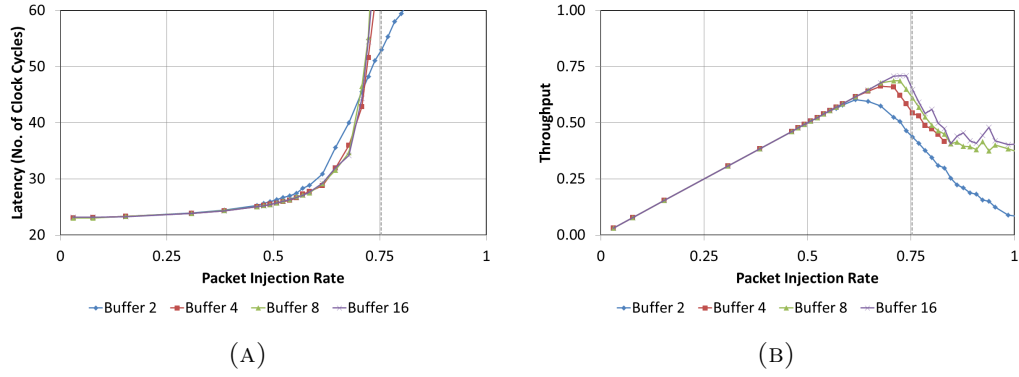 60
50
40
30
20
0
0.25
0.5
0.75
1
Latency (No. of Clock Cycles)
Packet Injection Rate
Buffer 2
Buffer 4
Buffer 8
Buffer 16
(A)
1.00
0.75
0.50
0.25
0.00
0
0.25
0.5
0.75
1
Throughput
Packet Injection Rate
Buffer 2
Buffer 4
Buffer 8
Buffer 16
(B)